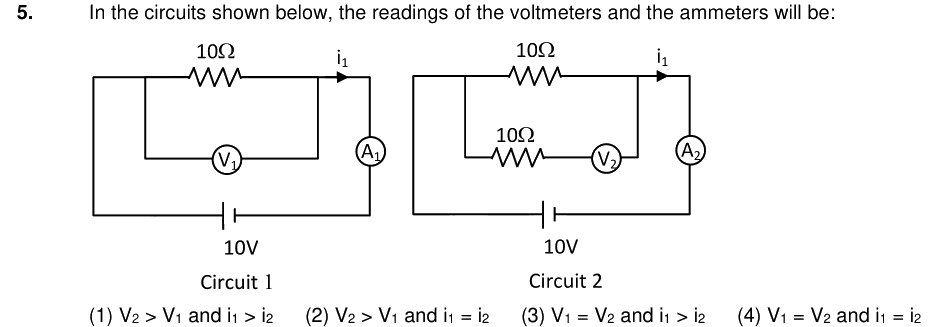 5. In the circuits shown below, the readings of the voltmeters and the ammeters will be:
10Ω
i₁
V₁
A₁
10V
Circuit 1
10Ω
i₁
10Ω
V₂
A₂
10V
Circuit 2
(1) V₂ > V₁ and i₁ > i₂ (2) V₂ > V₁ and i₁ = i₂ (3) V₁ = V₂ and i₁ > i₂ (4) V₁ = V₂ and i₁ = i₂